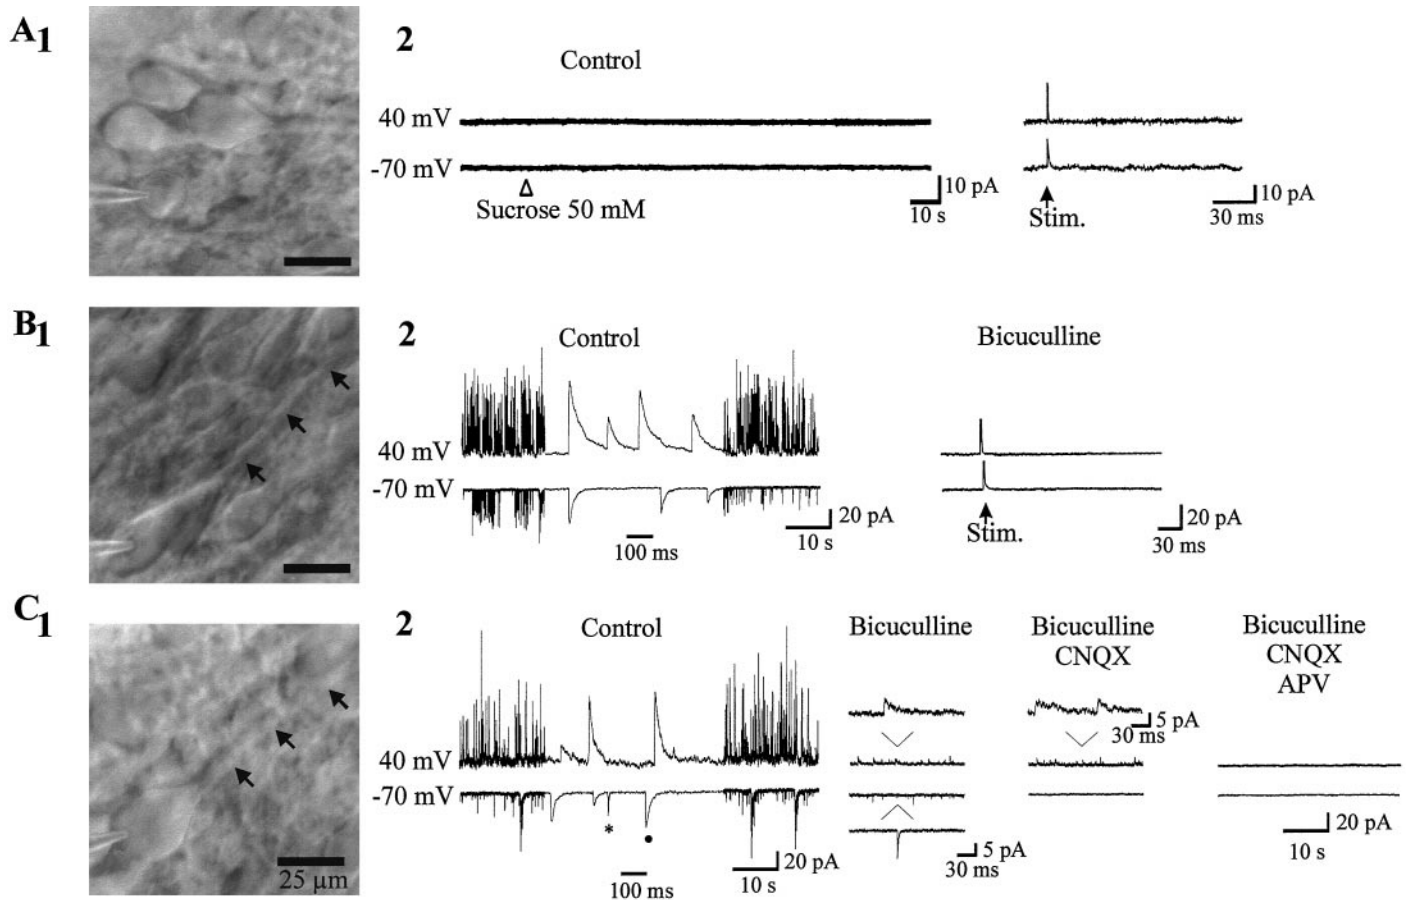 A1
2
Control
40 mV
-70 mV
Sucrose 50 mM
10 pA
10 s
Stim.
10 pA
30 ms
B1
2
Control
Bicuculline
40 mV
-70 mV
20 pA
100 ms
10 s
Stim.
20 pA
30 ms
C1
25 µm
2
Control
40 mV
-70 mV
*
•
20 pA
100 ms
10 s
Bicuculline
5 pA
30 ms
Bicuculline
CNQX
5 pA
30 ms
Bicuculline
CNQX
APV
20 pA
10 s